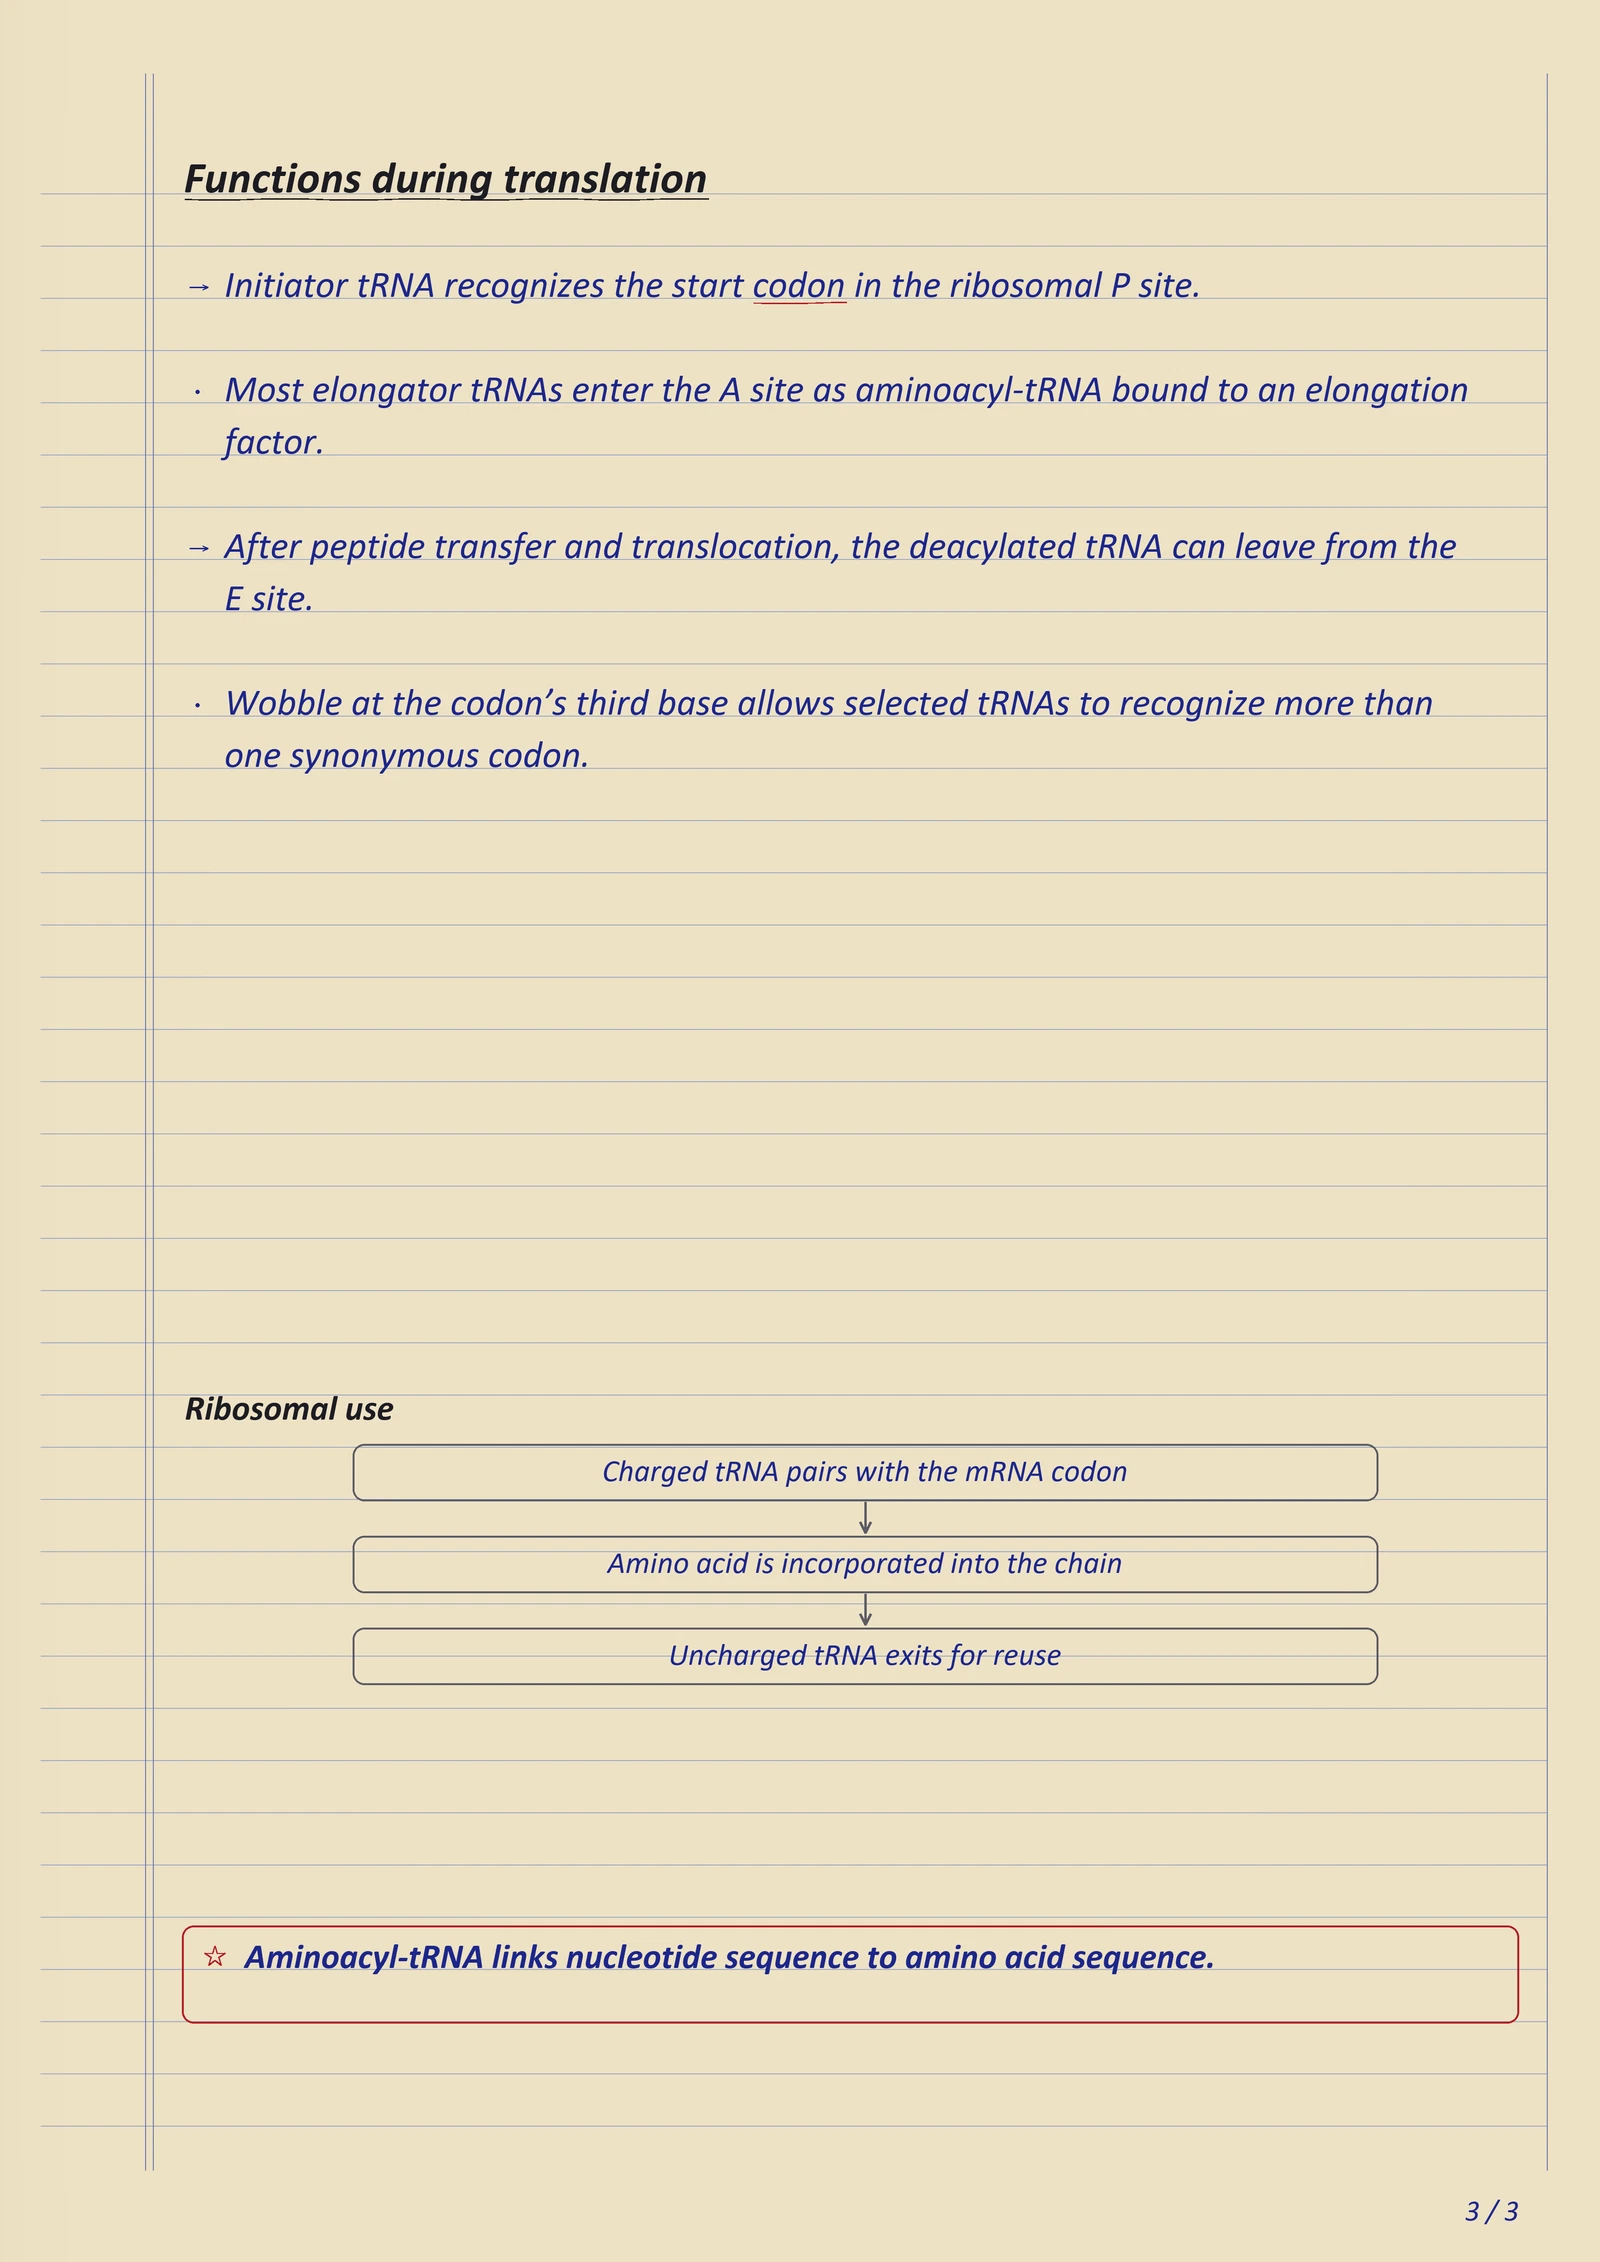 Functions during translation
→ Initiator tRNA recognizes the start codon in the ribosomal P site.
· Most elongator tRNAs enter the A site as aminoacyl-tRNA bound to an elongation
factor.
→ After peptide transfer and translocation, the deacylated tRNA can leave from the
E site.
· Wobble at the codon’s third base allows selected tRNAs to recognize more than
one synonymous codon.
Ribosomal use
Charged tRNA pairs with the mRNA codon
Amino acid is incorporated into the chain
Uncharged tRNA exits for reuse
☆ Aminoacyl-tRNA links nucleotide sequence to amino acid sequence.
3 / 3